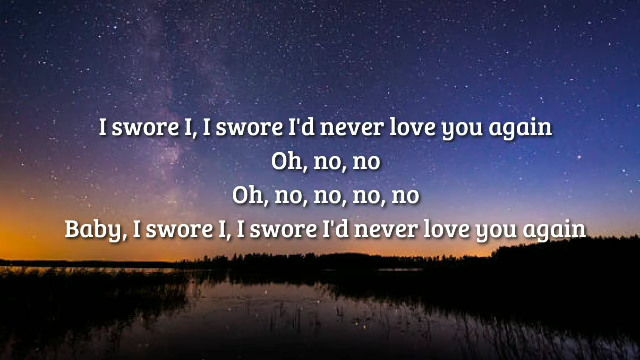 I swore I, I swore I'd never love you again
Oh, no, no
Oh, no, no, no, no
Baby, I swore I, I swore I'd never love you again